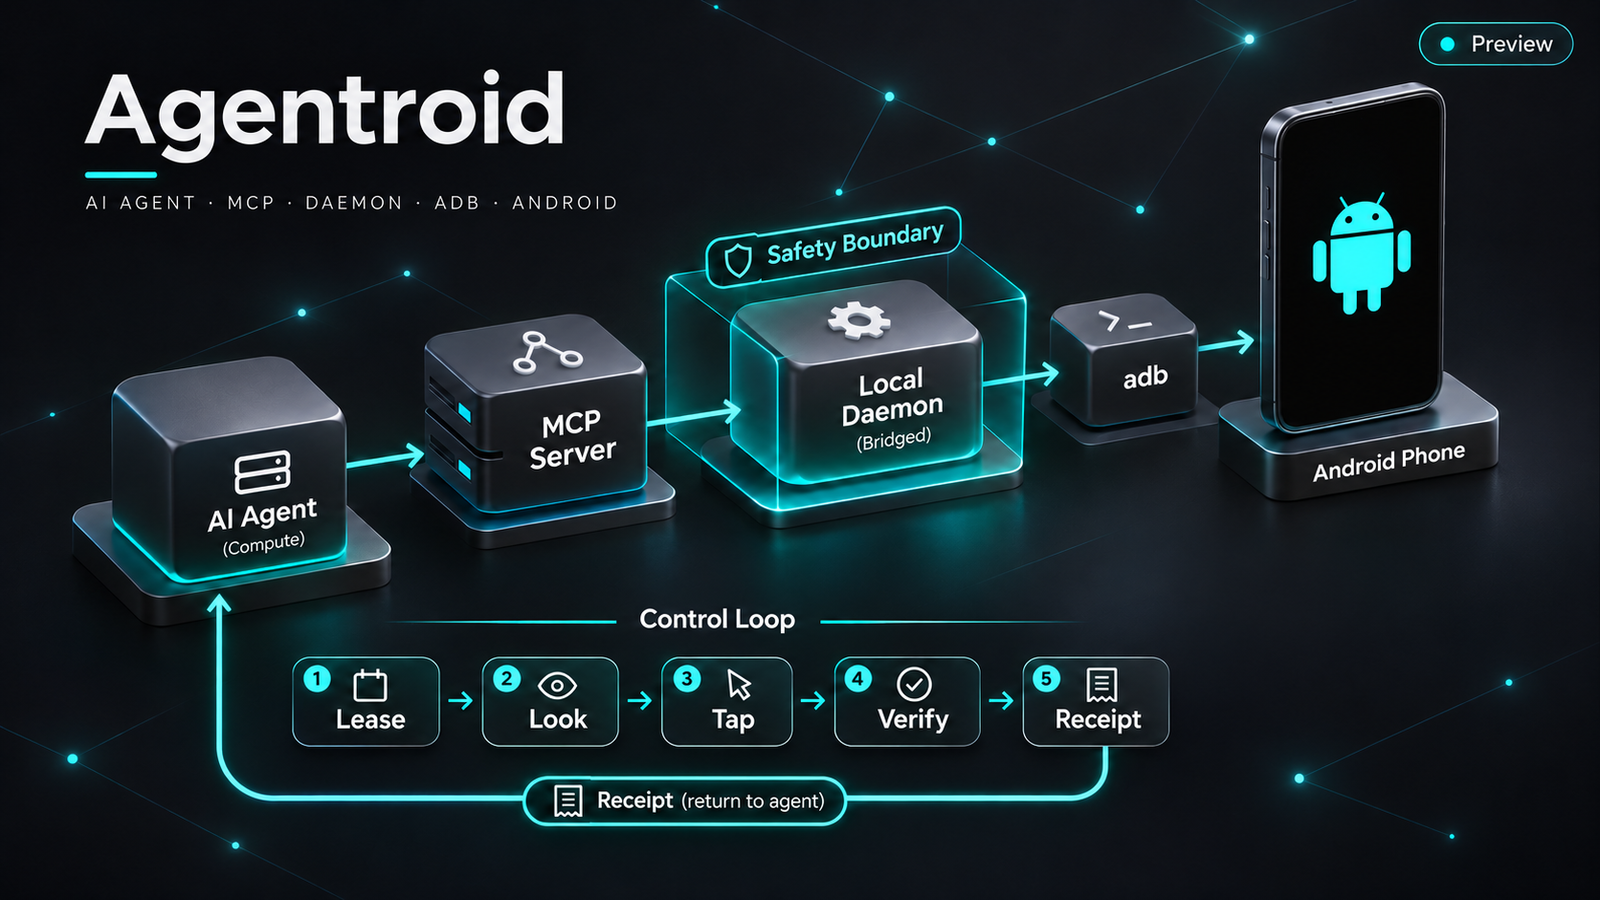 Agentroid
AI AGENT · MCP · DAEMON · ADB · ANDROID
Preview
Safety Boundary
AI Agent
(Compute)
MCP
Server
Local
Daemon
(Bridged)
>_
adb
Android Phone
Control Loop
1
Lease
2
Look
3
Tap
4
Verify
5
Receipt
Receipt (return to agent)